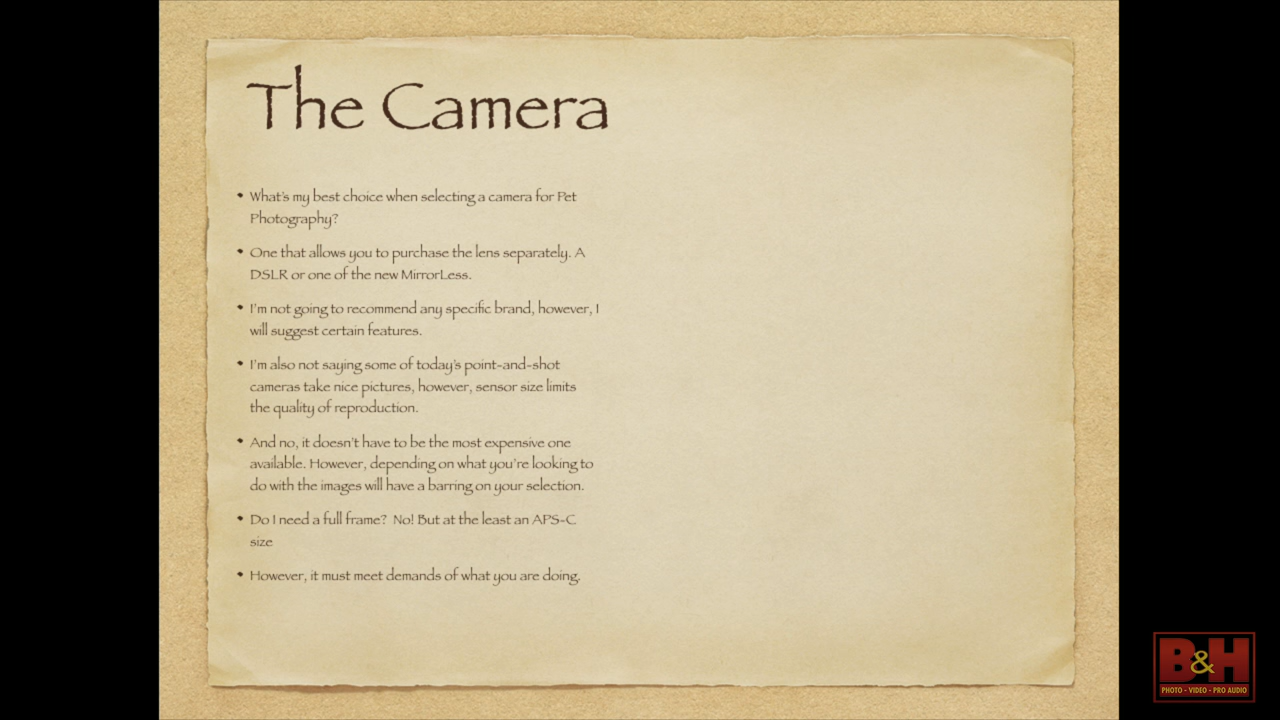 The Camera
• What's my best choice when selecting a camera for Pet
Photography?
• One that allows you to purchase the lens separately. A
DSLR or one of the new MirrorLess.
• I'm not going to recommend any specific brand, however, I
will suggest certain features.
• I'm also not saying some of today's point-and-shot
cameras take nice pictures, however, sensor size limits
the quality of reproduction.
• And no, it doesn't have to be the most expensive one
available. However, depending on what you're looking to
do with the images will have a barring on your selection.
• Do I need a full frame?  No! But at the least an APS-C
size
• However, it must meet demands of what you are doing.
B&H
PHOTO - VIDEO - PRO AUDIO